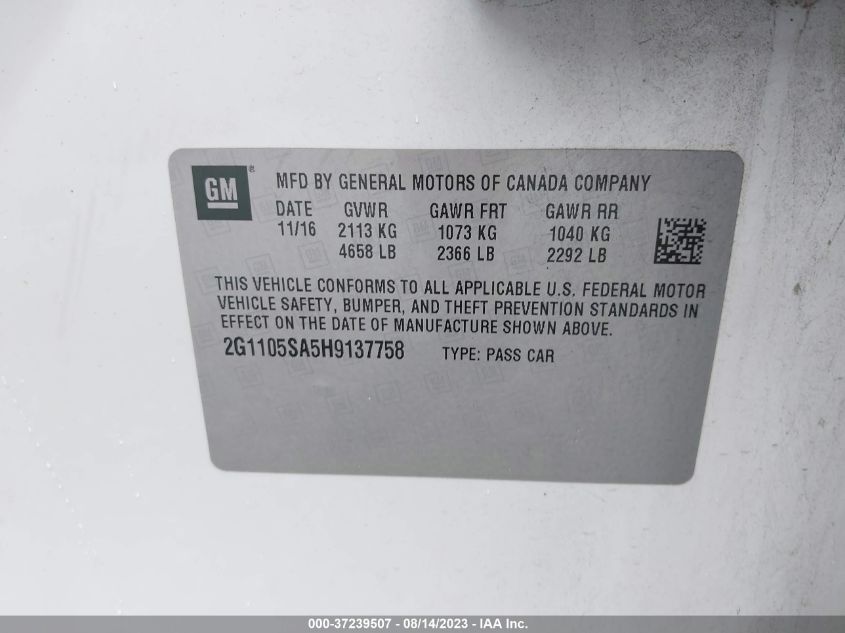 GM®
MFD BY GENERAL MOTORS OF CANADA COMPANY
DATE GVWR GAWR FRT GAWR RR
11/16 2113 KG 1073 KG 1040 KG
4658 LB 2366 LB 2292 LB
THIS VEHICLE CONFORMS TO ALL APPLICABLE U.S. FEDERAL MOTOR
VEHICLE SAFETY, BUMPER, AND THEFT PREVENTION STANDARDS IN
EFFECT ON THE DATE OF MANUFACTURE SHOWN ABOVE.
2G1105SA5H9137758 TYPE: PASS CAR
000-37239507 - 08/14/2023 - IAA Inc.